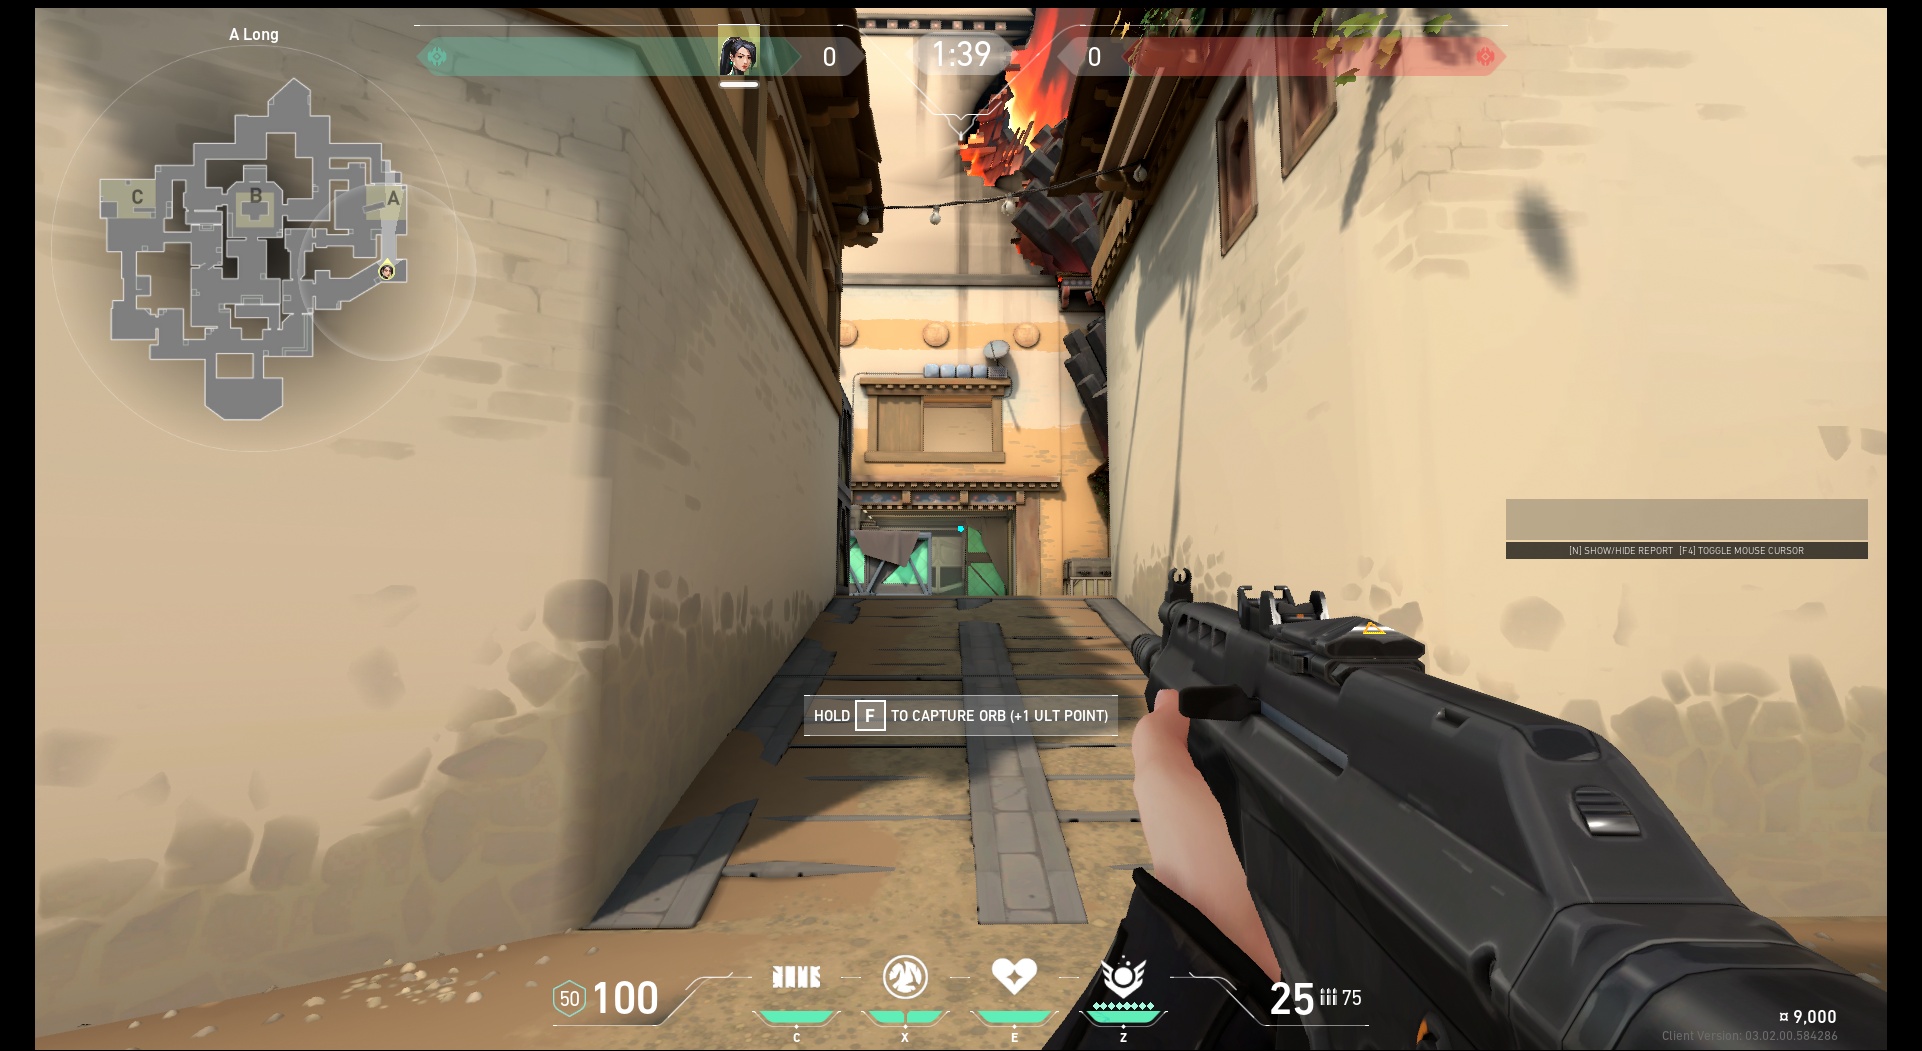 A Long
0
1:39
0
C
B
A
[N] SHOW/HIDE REPORT [F4] TOGGLE MOUSE CURSOR
HOLD F TO CAPTURE ORB (+1 ULT POINT)
50 100
25 75
C
X
E
Z
¤ 9,000
Client Version: 03.02.00.584286